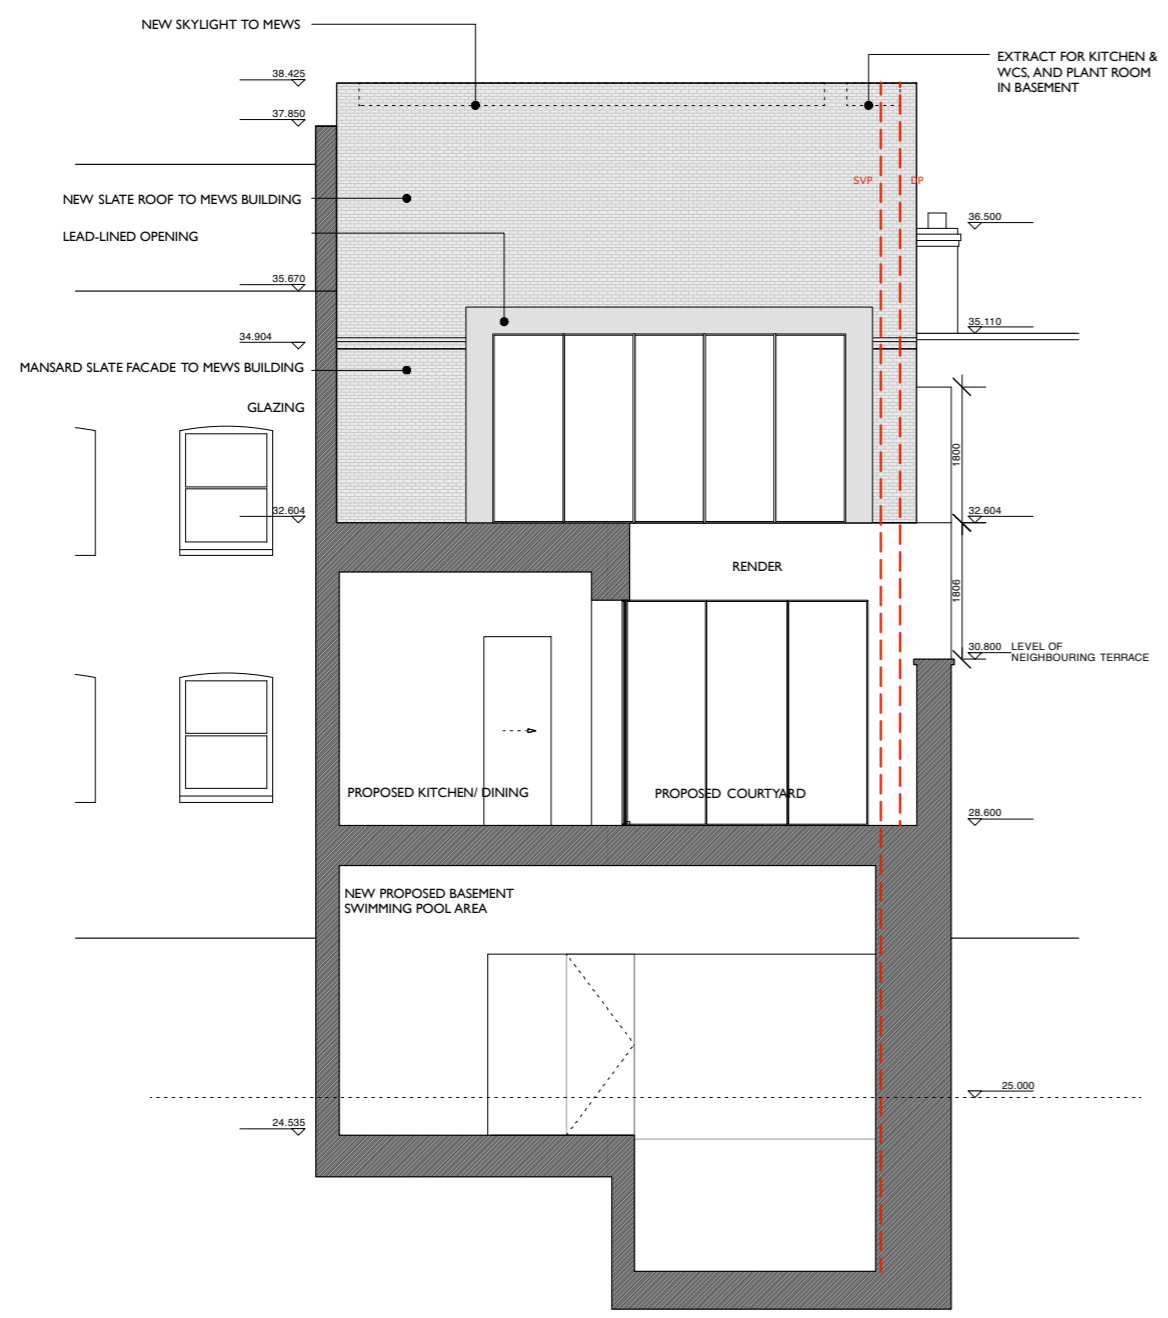 NEW SKYLIGHT TO MEWS
EXTRACT FOR KITCHEN &
WCS, AND PLANT ROOM
IN BASEMENT
38.425
37.850
SVP
DP
NEW SLATE ROOF TO MEWS BUILDING
36.500
LEAD-LINED OPENING
35.670
35.110
34.904
MANSARD SLATE FACADE TO MEWS BUILDING
GLAZING
1800
32.604
32.604
RENDER
1806
30.800
LEVEL OF
NEIGHBOURING TERRACE
PROPOSED KITCHEN/ DINING
PROPOSED COURTYARD
28.600
NEW PROPOSED BASEMENT
SWIMMING POOL AREA
25.000
24.535